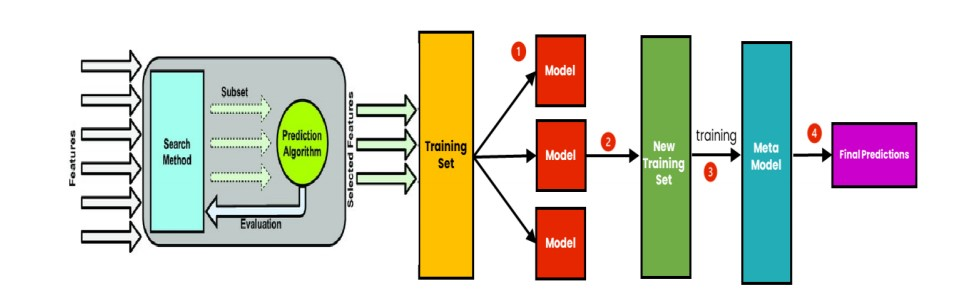 Features
Search
Method
Subset
Prediction
Algorithm
Evaluation
Selected Features
Training
Set
1
Model
Model
Model
2
New
Training
Set
training
3
Meta
Model
4
Final Predictions